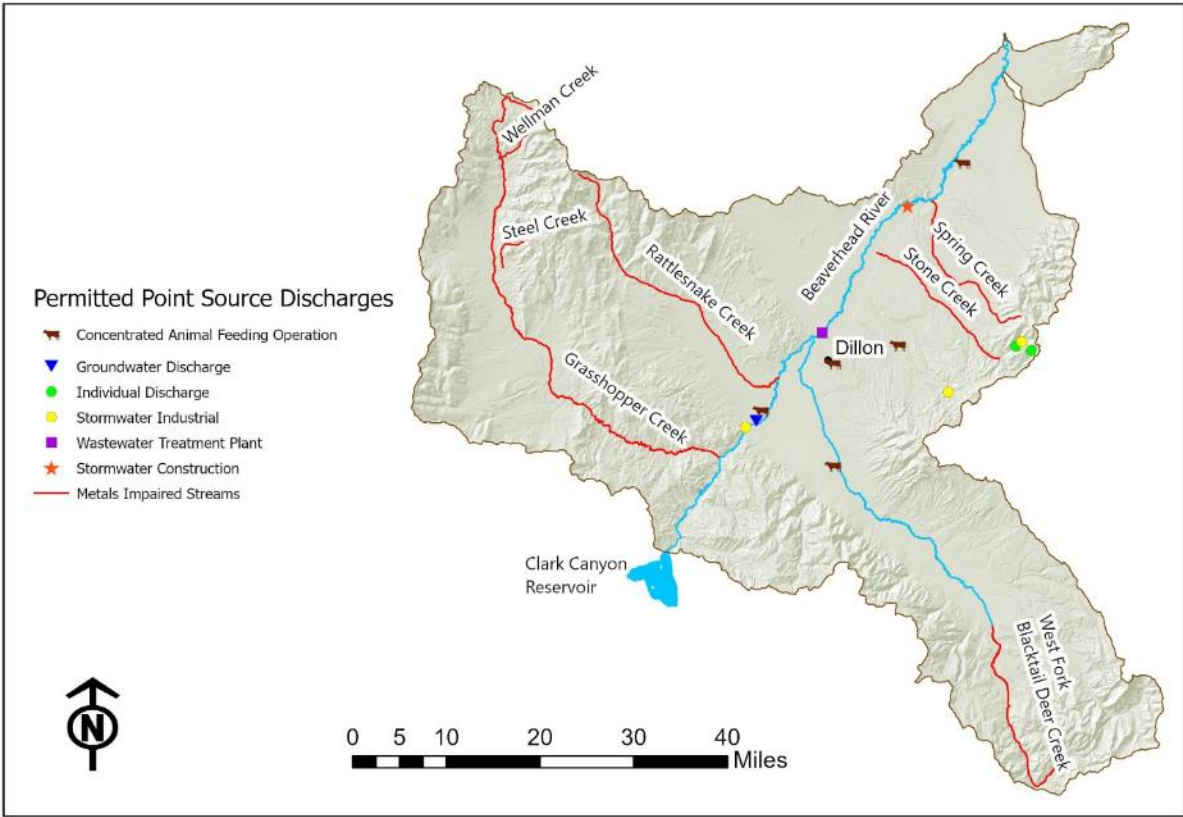 Wellman Creek
Steel Creek
Rattlesnake Creek
Grasshopper Creek
Beaverhead River
Spring Creek
Stone Creek
Dillon
Permitted Point Source Discharges
Concentrated Animal Feeding Operation
Groundwater Discharge
Individual Discharge
Stormwater Industrial
Wastewater Treatment Plant
Stormwater Construction
Metals Impaired Streams
Clark Canyon
Reservoir
West Fork
Blacktail Deer Creek
N
0 5 10 20 30 40
Miles